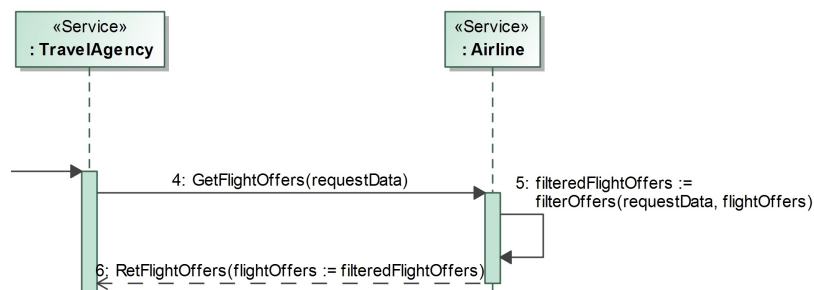 «Service»
: TravelAgency
«Service»
: Airline
4: GetFlightOffers(requestData)
5: filteredFlightOffers :=
filterOffers(requestData, flightOffers)
6: RetFlightOffers(flightOffers := filteredFlightOffers)